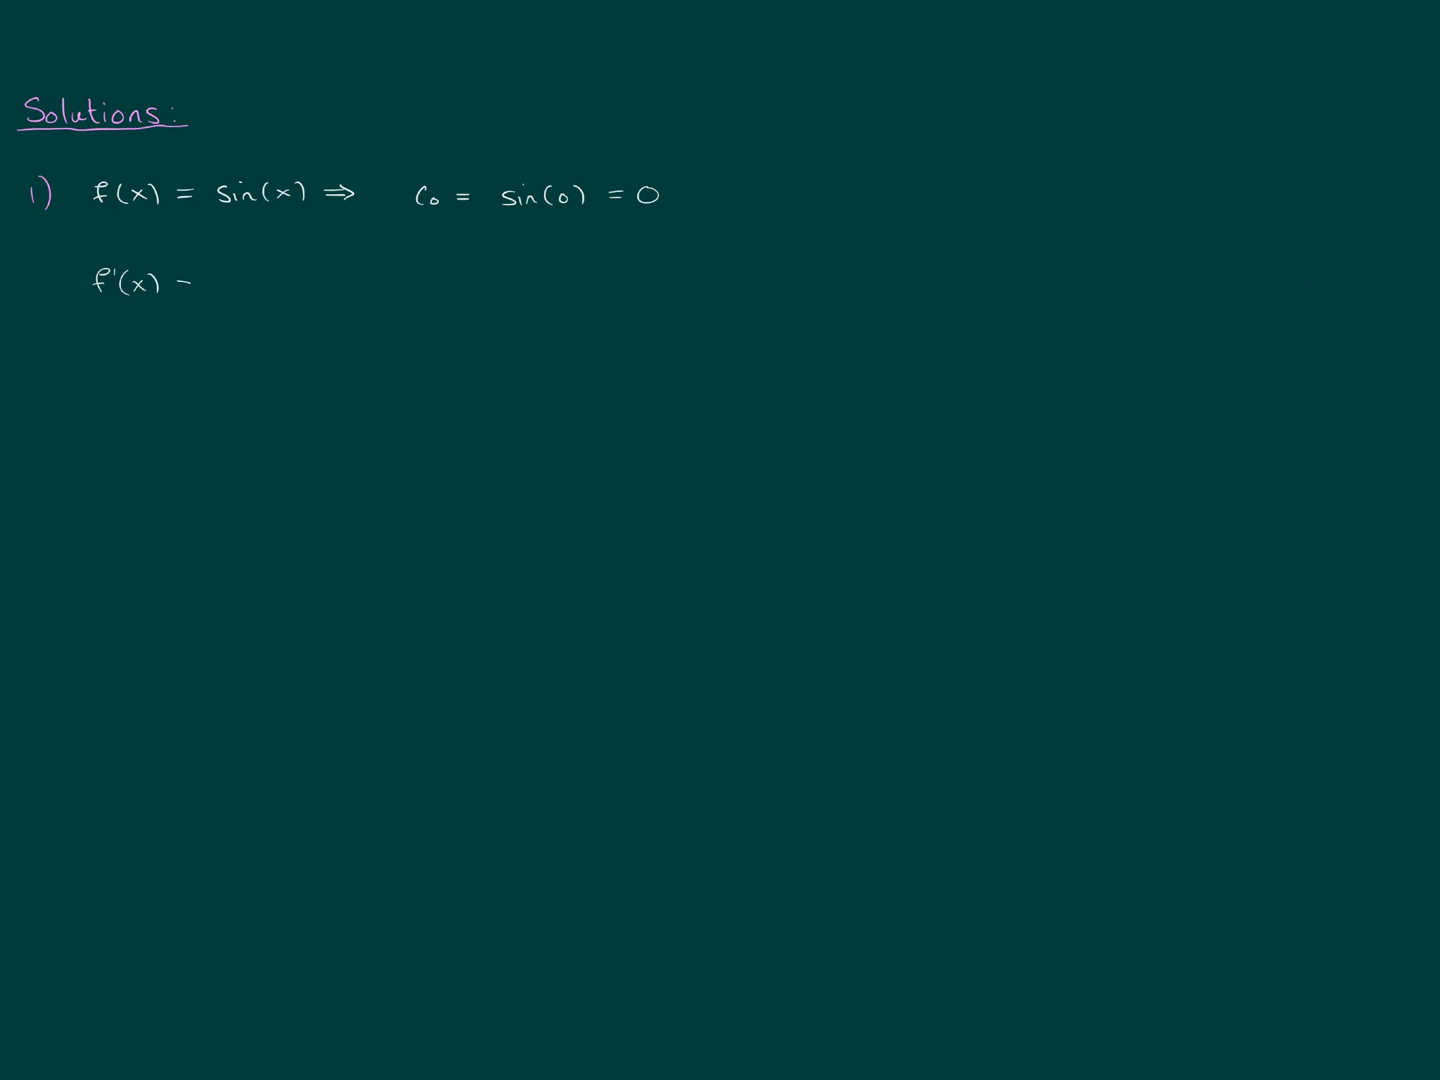 Solutions:
1) f(x) = sin(x) ⇒ c₀ = sin(0) = 0
f'(x) -